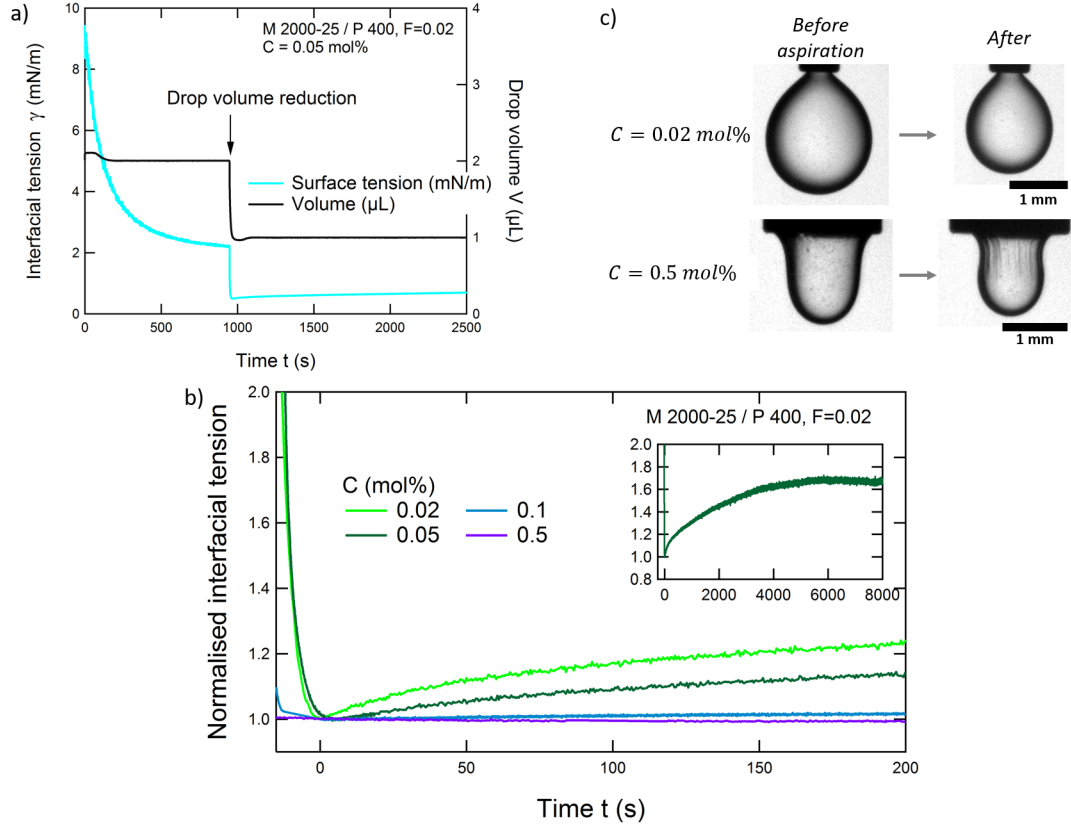 a)
M 2000-25 / P 400, F=0.02
C = 0.05 mol%
Drop volume reduction
Surface tension (mN/m)
Volume (µL)
Interfacial tension γ (mN/m)
10
8
6
4
2
0
Drop volume V (µL)
4
3
2
1
0
0 500 1000 1500 2000 2500
Time t (s)
c)
Before
aspiration
After
C = 0.02 mol%
1 mm
C = 0.5 mol%
1 mm
b)
Normalised interfacial tension
2.0
1.8
1.6
1.4
1.2
1.0
C (mol%)
0.02 0.1
0.05 0.5
M 2000-25 / P 400, F=0.02
2.0
1.8
1.6
1.4
1.2
1.0
0.8
0 2000 4000 6000 8000
0 50 100 150 200
Time t (s)